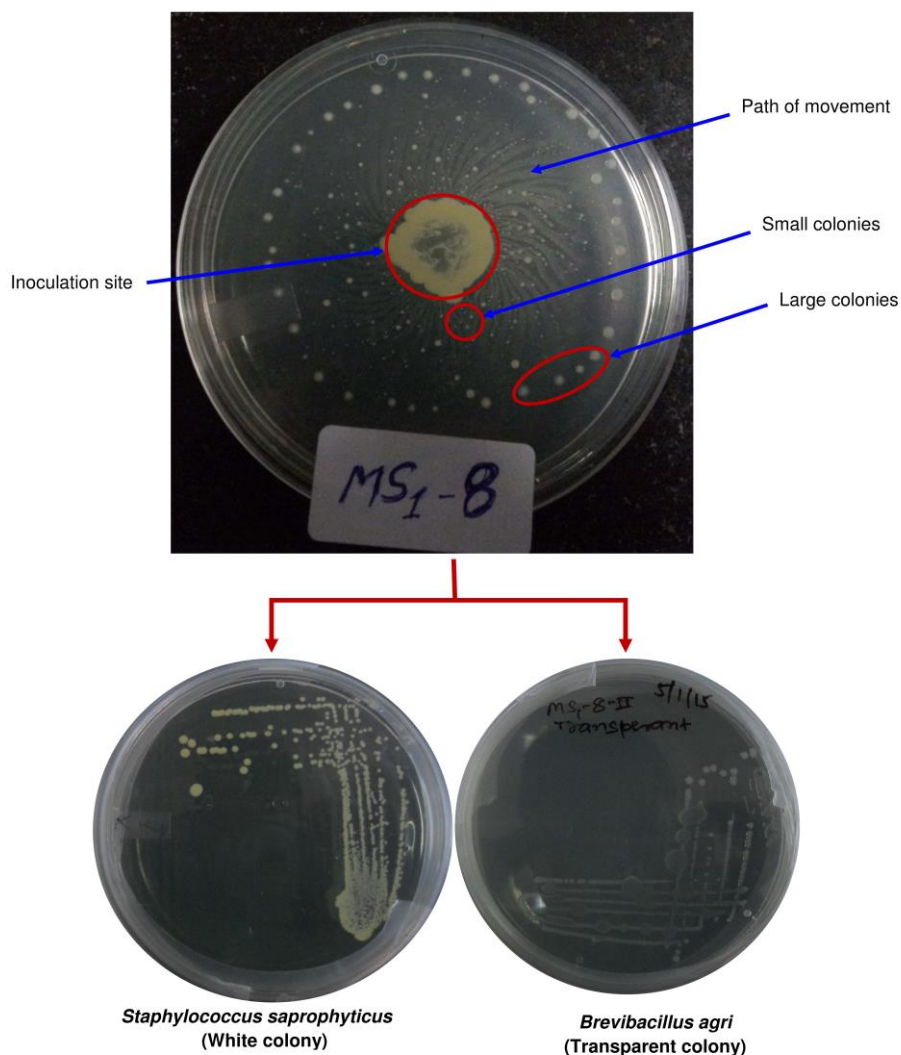 Path of movement
Small colonies
Inoculation site
Large colonies
MS1-8
MS1-8-II 5/1/15
Transperant
Staphylococcus saprophyticus
(White colony)
Brevibacillus agri
(Transparent colony)